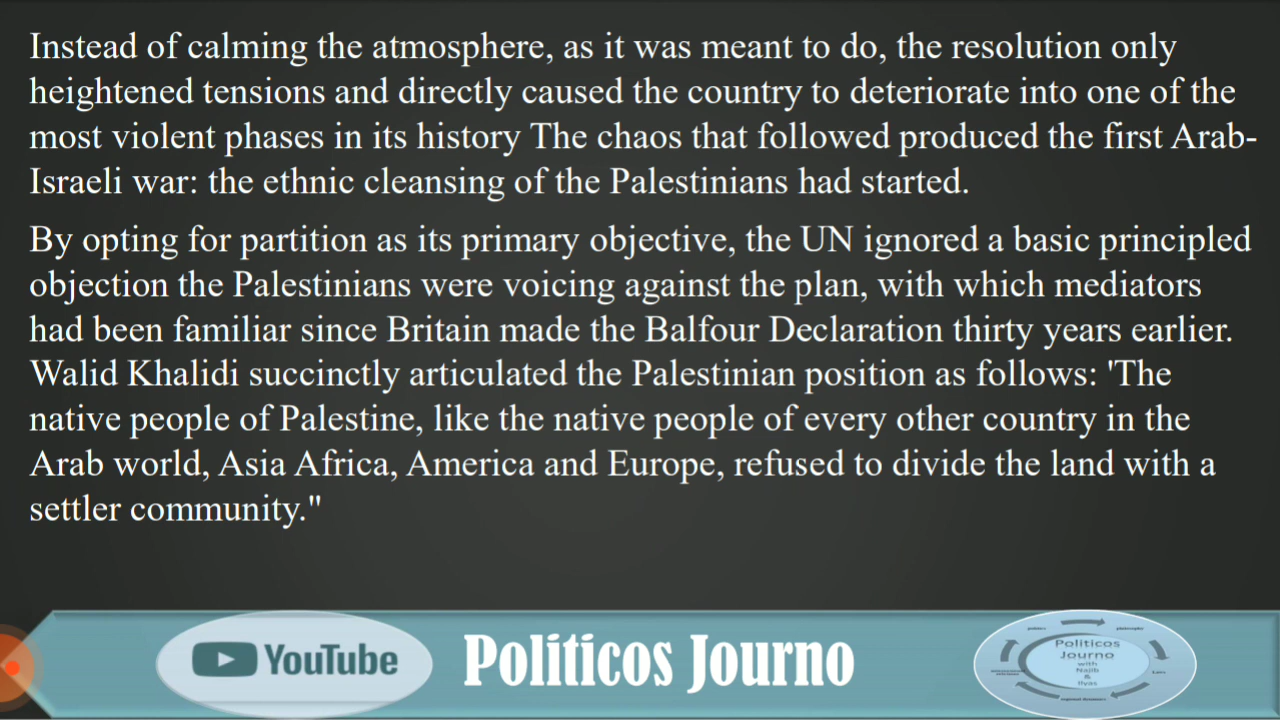 Instead of calming the atmosphere, as it was meant to do, the resolution only
heightened tensions and directly caused the country to deteriorate into one of the
most violent phases in its history The chaos that followed produced the first Arab-
Israeli war: the ethnic cleansing of the Palestinians had started.
By opting for partition as its primary objective, the UN ignored a basic principled
objection the Palestinians were voicing against the plan, with which mediators
had been familiar since Britain made the Balfour Declaration thirty years earlier.
Walid Khalidi succinctly articulated the Palestinian position as follows: 'The
native people of Palestine, like the native people of every other country in the
Arab world, Asia Africa, America and Europe, refused to divide the land with a
settler community."
YouTube
Politicos Journo
Politicos
Journo
with
Najib
&
Ilyas